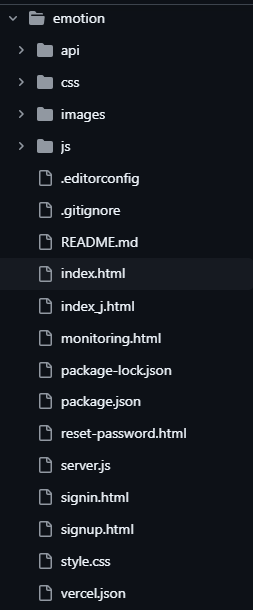 emotion
api
css
images
js
.editorconfig
.gitignore
README.md
index.html
index_j.html
monitoring.html
package-lock.json
package.json
reset-password.html
server.js
signin.html
signup.html
style.css
vercel.json